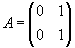 A = (0 1
0 1)